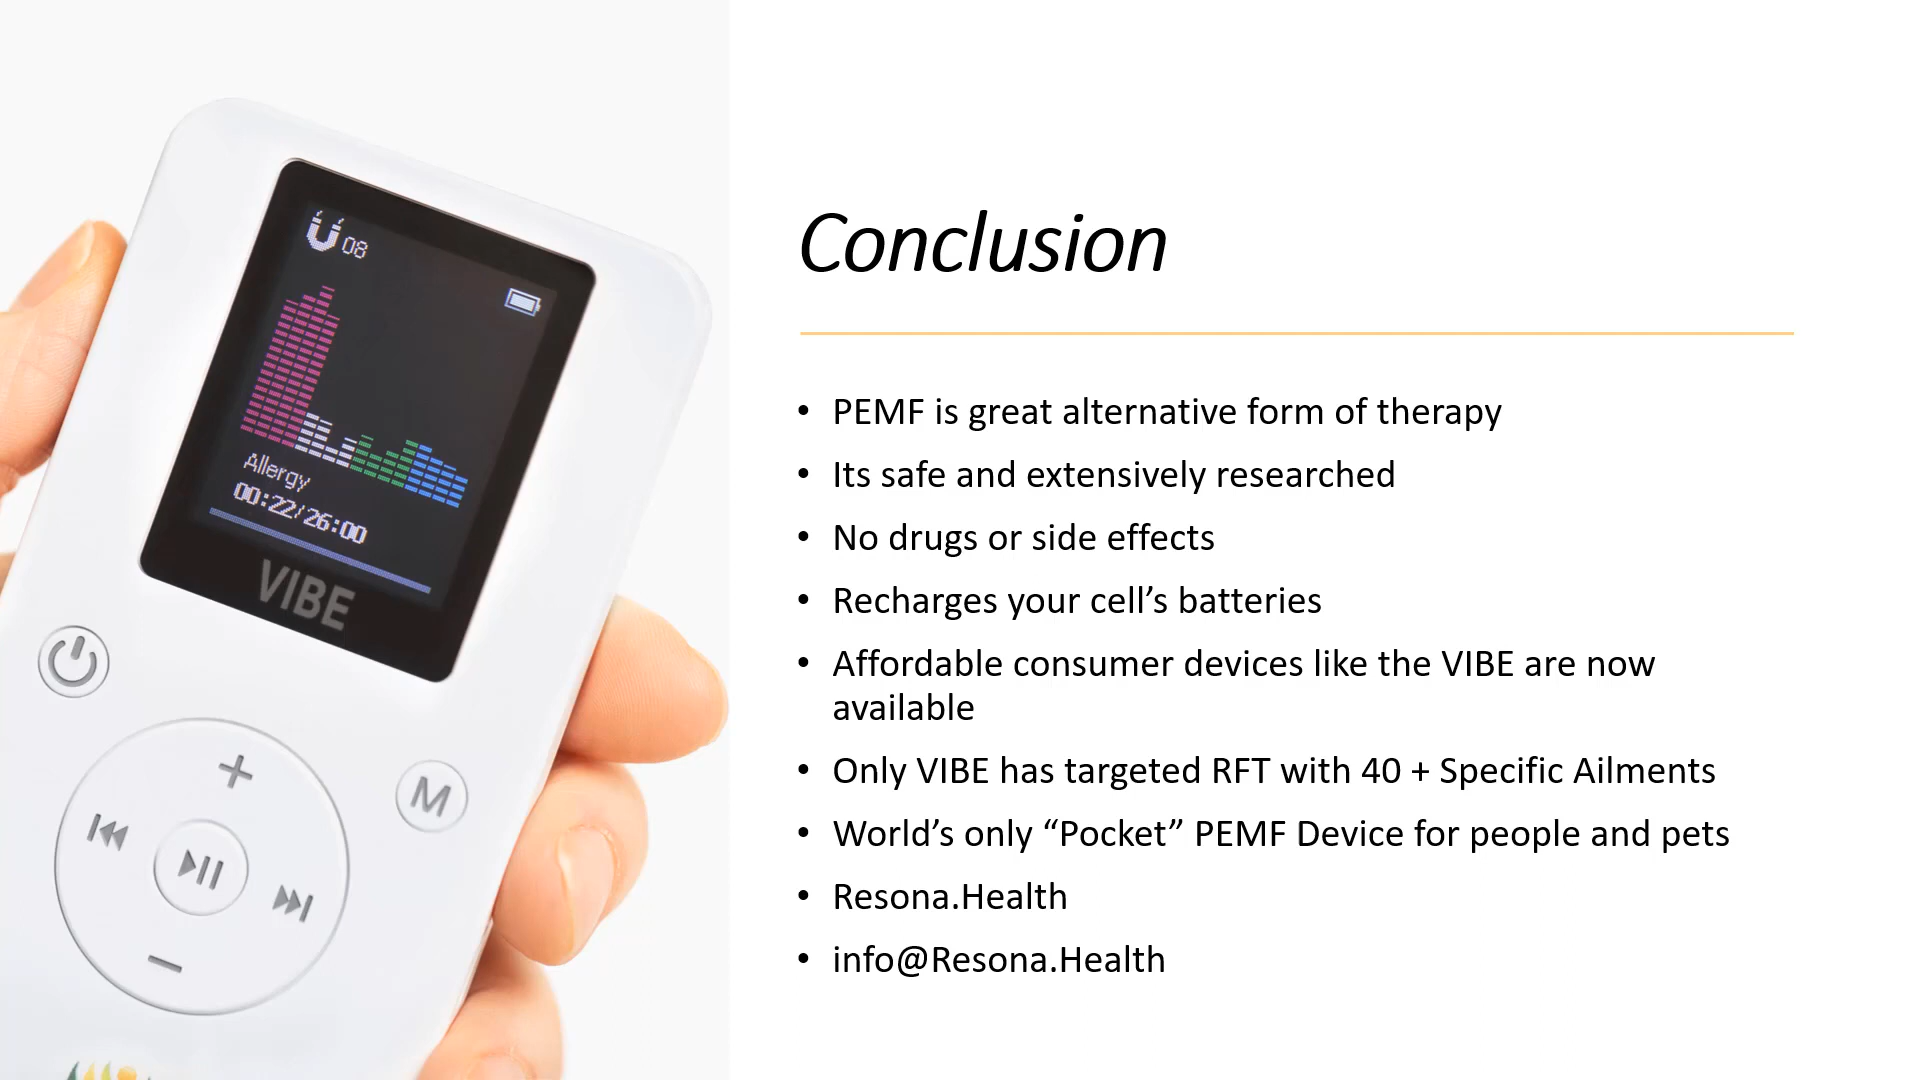 08
Allergy
00:22/26:00
VIBE
M
Conclusion
• PEMF is great alternative form of therapy
• Its safe and extensively researched
• No drugs or side effects
• Recharges your cell’s batteries
• Affordable consumer devices like the VIBE are now
available
• Only VIBE has targeted RFT with 40 + Specific Ailments
• World’s only “Pocket” PEMF Device for people and pets
• Resona.Health
• info@Resona.Health